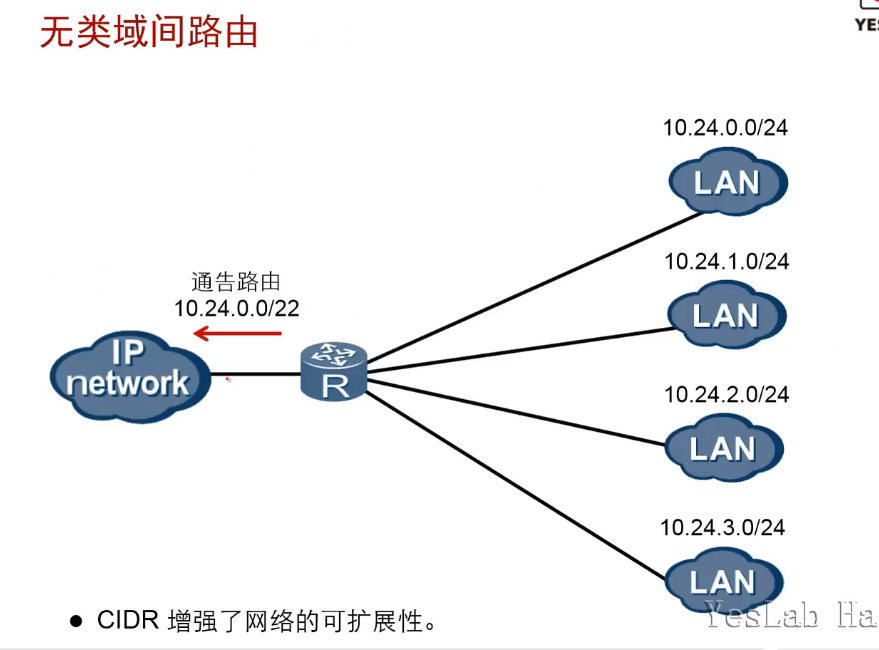 无类域间路由
YES
10.24.0.0/24
LAN
10.24.1.0/24
LAN
通告路由
10.24.0.0/22
IP
network
R
10.24.2.0/24
LAN
10.24.3.0/24
LAN
● CIDR 增强了网络的可扩展性。
YesLab Ha